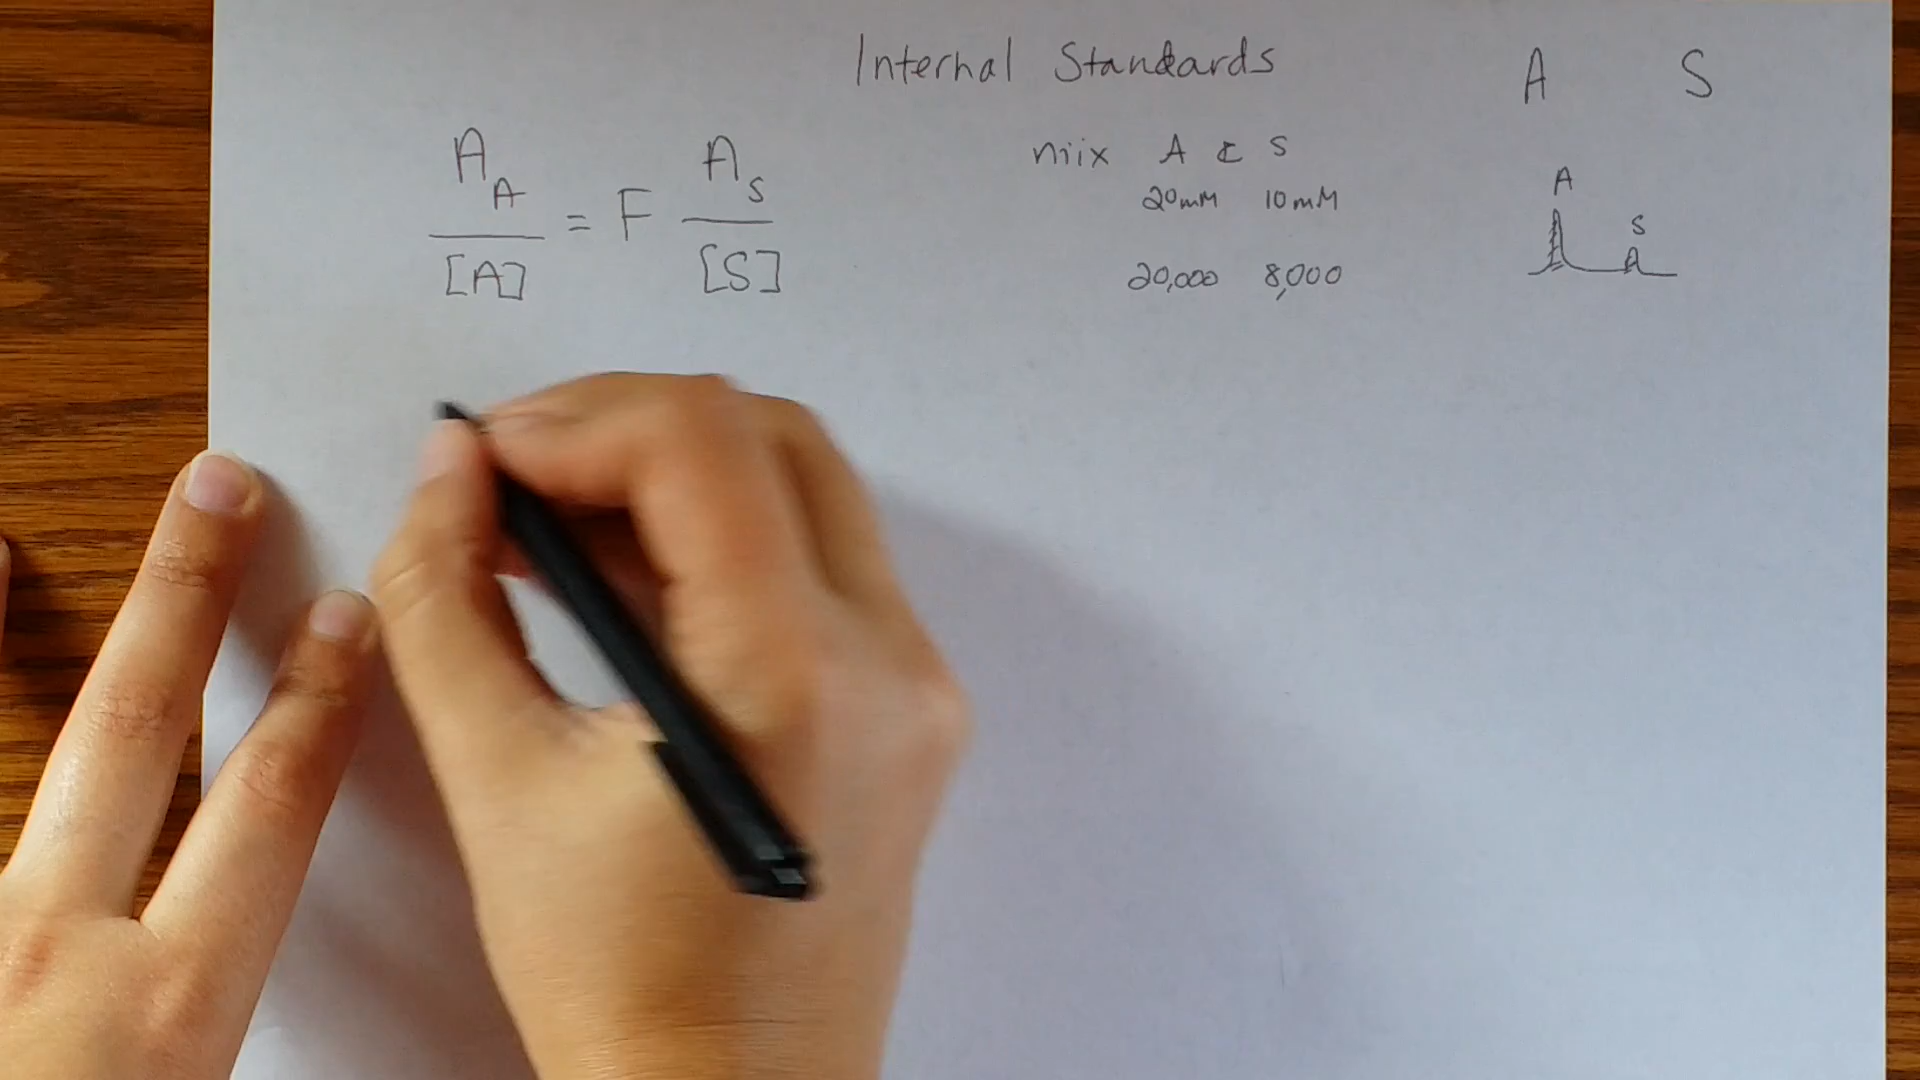 Internal Standards
A S
A_A / [A] = F A_S / [S]
mix A & S
20mM 10mM
20,000 8,000
A
S